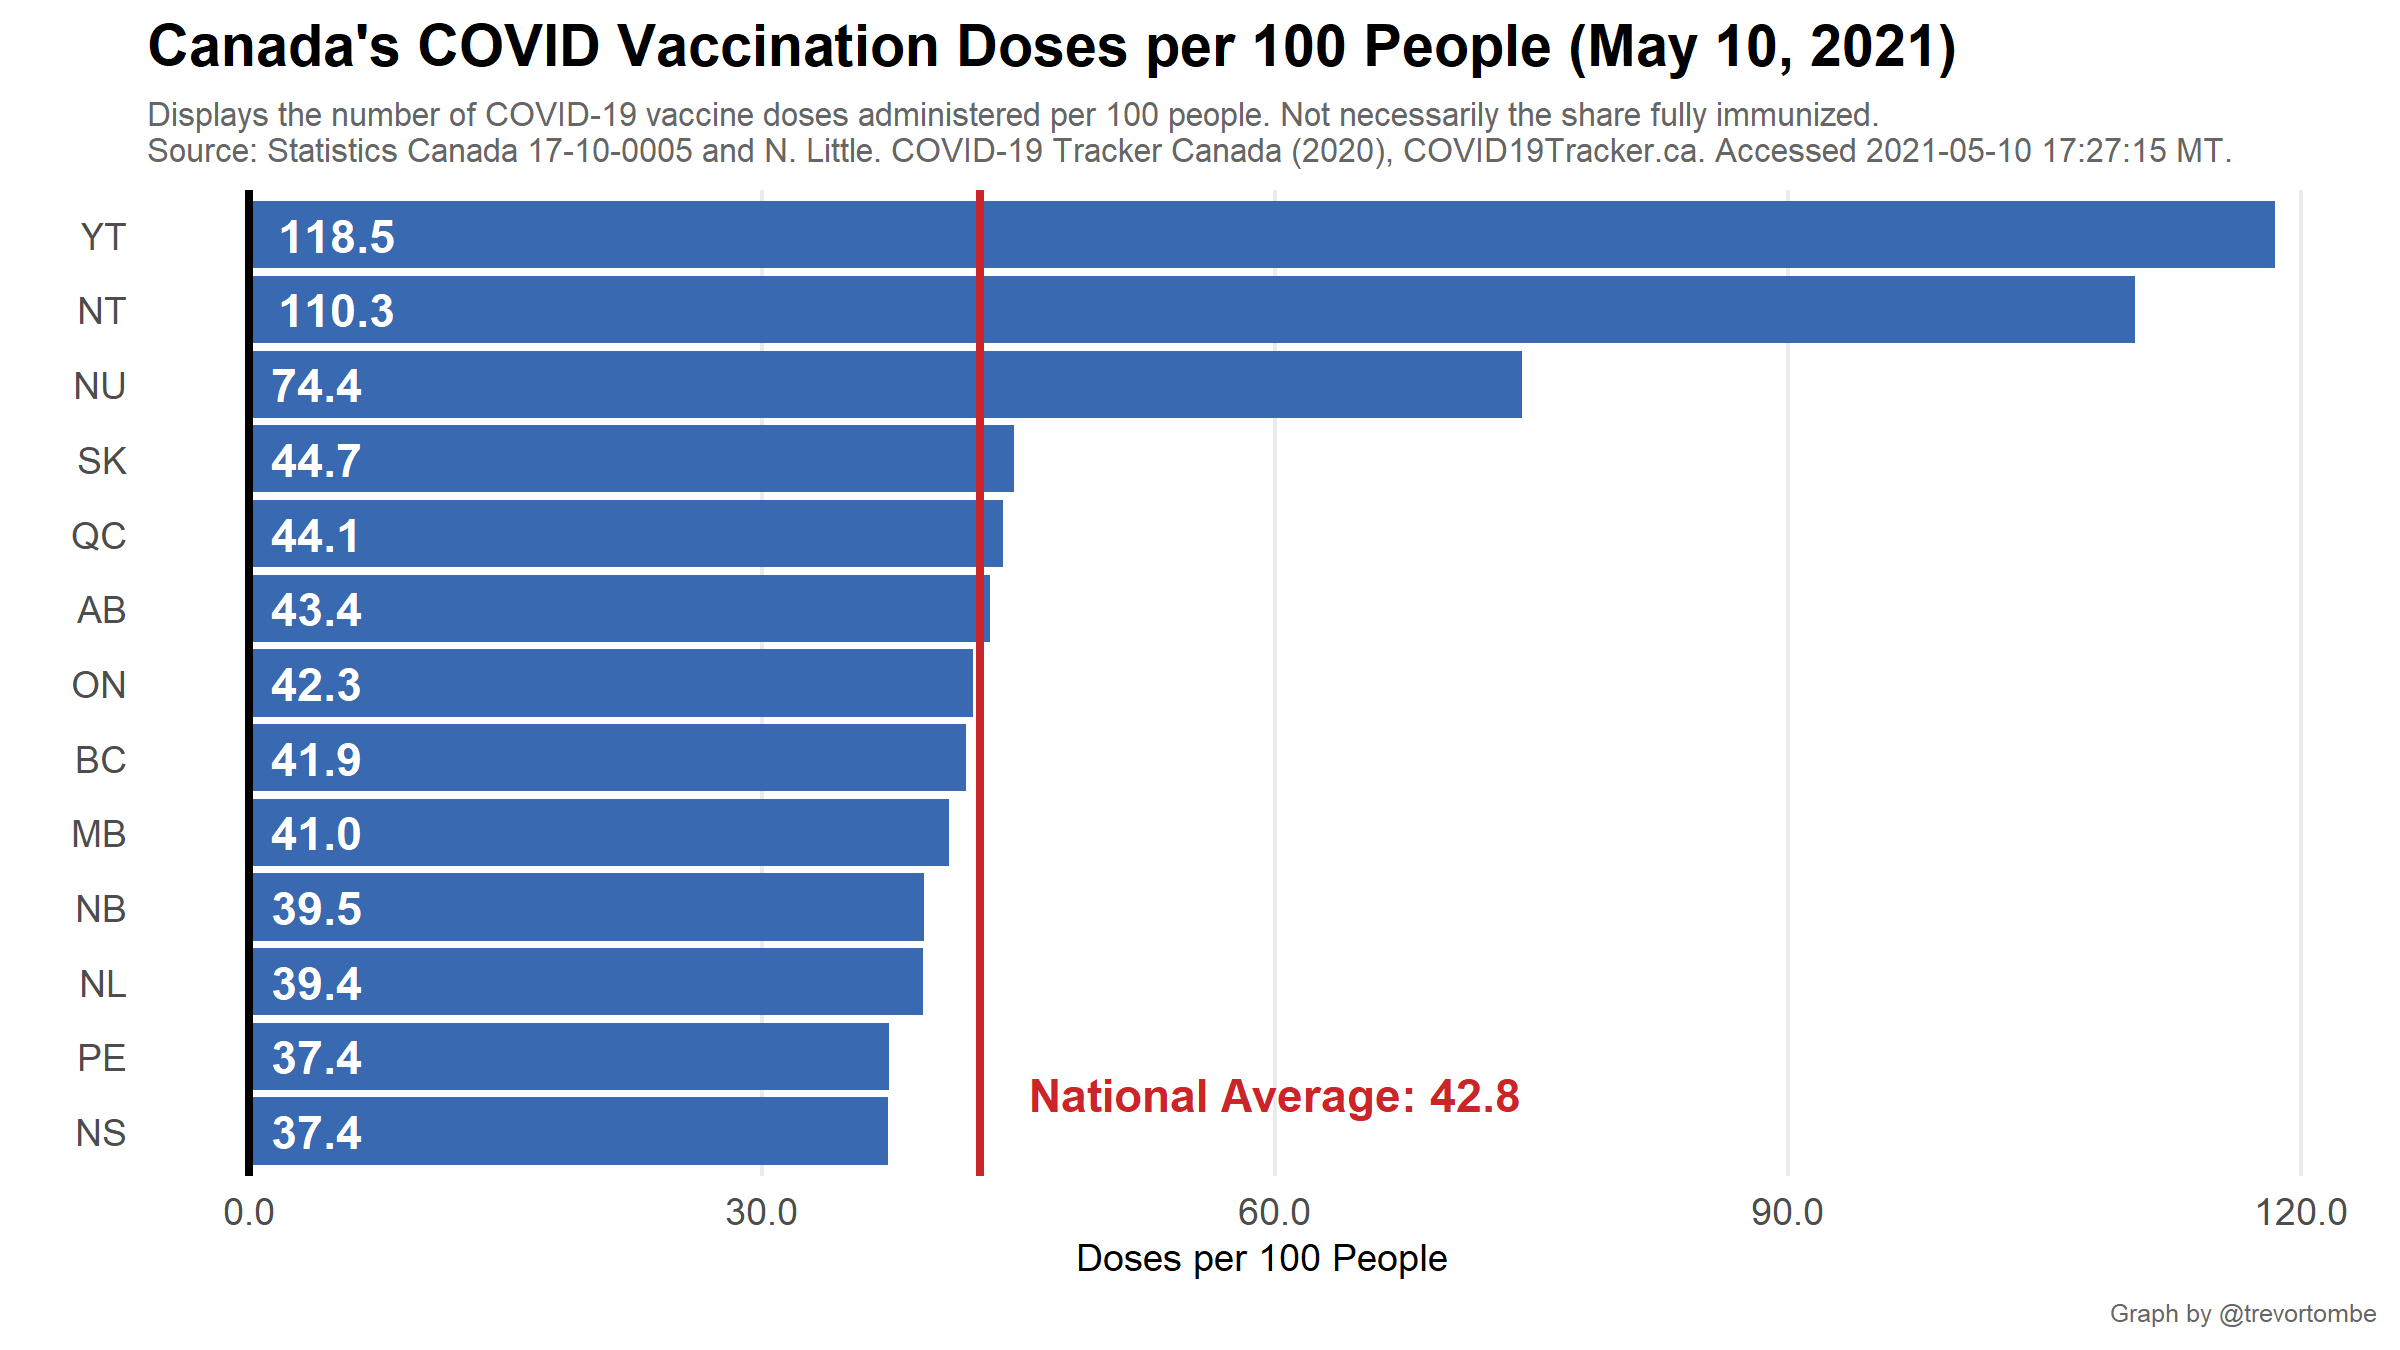 Canada's COVID Vaccination Doses per 100 People (May 10, 2021)
Displays the number of COVID-19 vaccine doses administered per 100 people. Not necessarily the share fully immunized.
Source: Statistics Canada 17-10-0005 and N. Little. COVID-19 Tracker Canada (2020), COVID19Tracker.ca. Accessed 2021-05-10 17:27:15 MT.
YT 118.5
NT 110.3
NU 74.4
SK 44.7
QC 44.1
AB 43.4
ON 42.3
BC 41.9
MB 41.0
NB 39.5
NL 39.4
PE 37.4
National Average: 42.8
NS 37.4
0.0 30.0 60.0 90.0 120.0
Doses per 100 People
Graph by @trevortombe